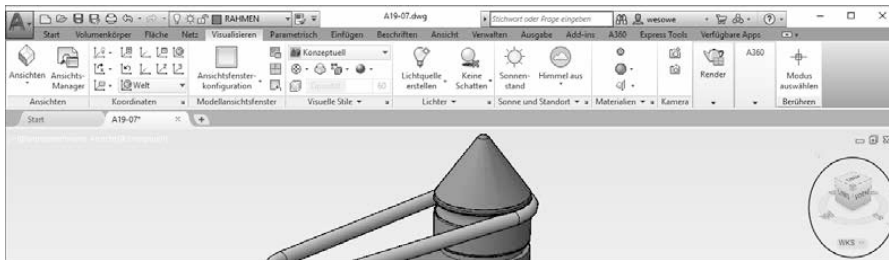 RAHMEN A19-07.dwg Stichwort oder Frage eingeben wesowe
Start Volumenkörper Fläche Netz Visualisieren Parametrisch Einfügen Beschriften Ansicht Verwalten Ausgabe Add-ins A360 Express Tools Verfügbare Apps
Konzeptuell A360
Welt 60
Ansichten Ansichts-Manager Ansichtsfenster-konfiguration Lichtquelle erstellen Keine Schatten Sonnen-stand Himmel aus Render Modus auswählen
Ansichten Koordinaten Modellansichtsfenster Visuelle Stile Lichter Sonne und Standort Materialien Kamera Berühren
Start A19-07*
WKS